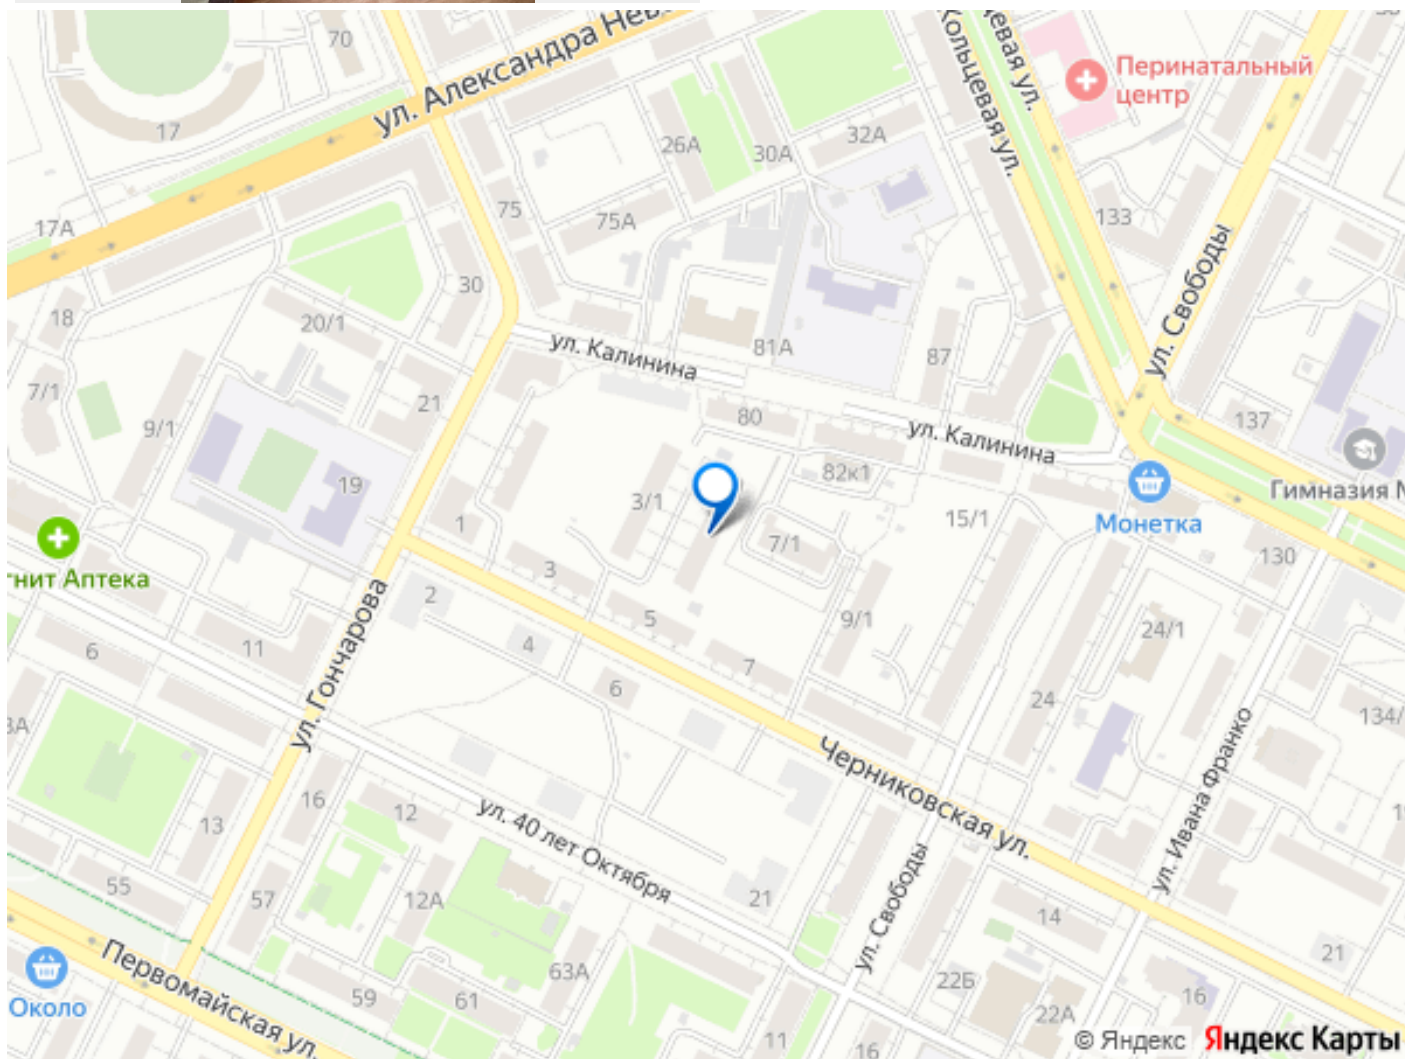 70
ул. Александра Нев
Кольцевая ул.
цевая ул.
Перинатальный
центр
17
26А
30А
32А
17А
75
75А
133
ул. Свободы
30
18
20/1
ул. Калинина
81А
87
7/1
21
9/1
80
ул. Калинина
137
19
3/1
82к1
Гимназия №
1
15/1
Монетка
7/1
130
гнит Аптека
3
2
5
9/1
24/1
6
11
4
7
ул. Гончарова
6
24
134/
3А
ул. Ивана Франко
Черниковская ул.
16
12
13
ул. 40 лет Октября
55
57
12А
21
ул. Свободы
14
21
Первомайская ул.
63А
22Б
16
Около
59
61
22А
11
16
© Яндекс Яндекс Карты